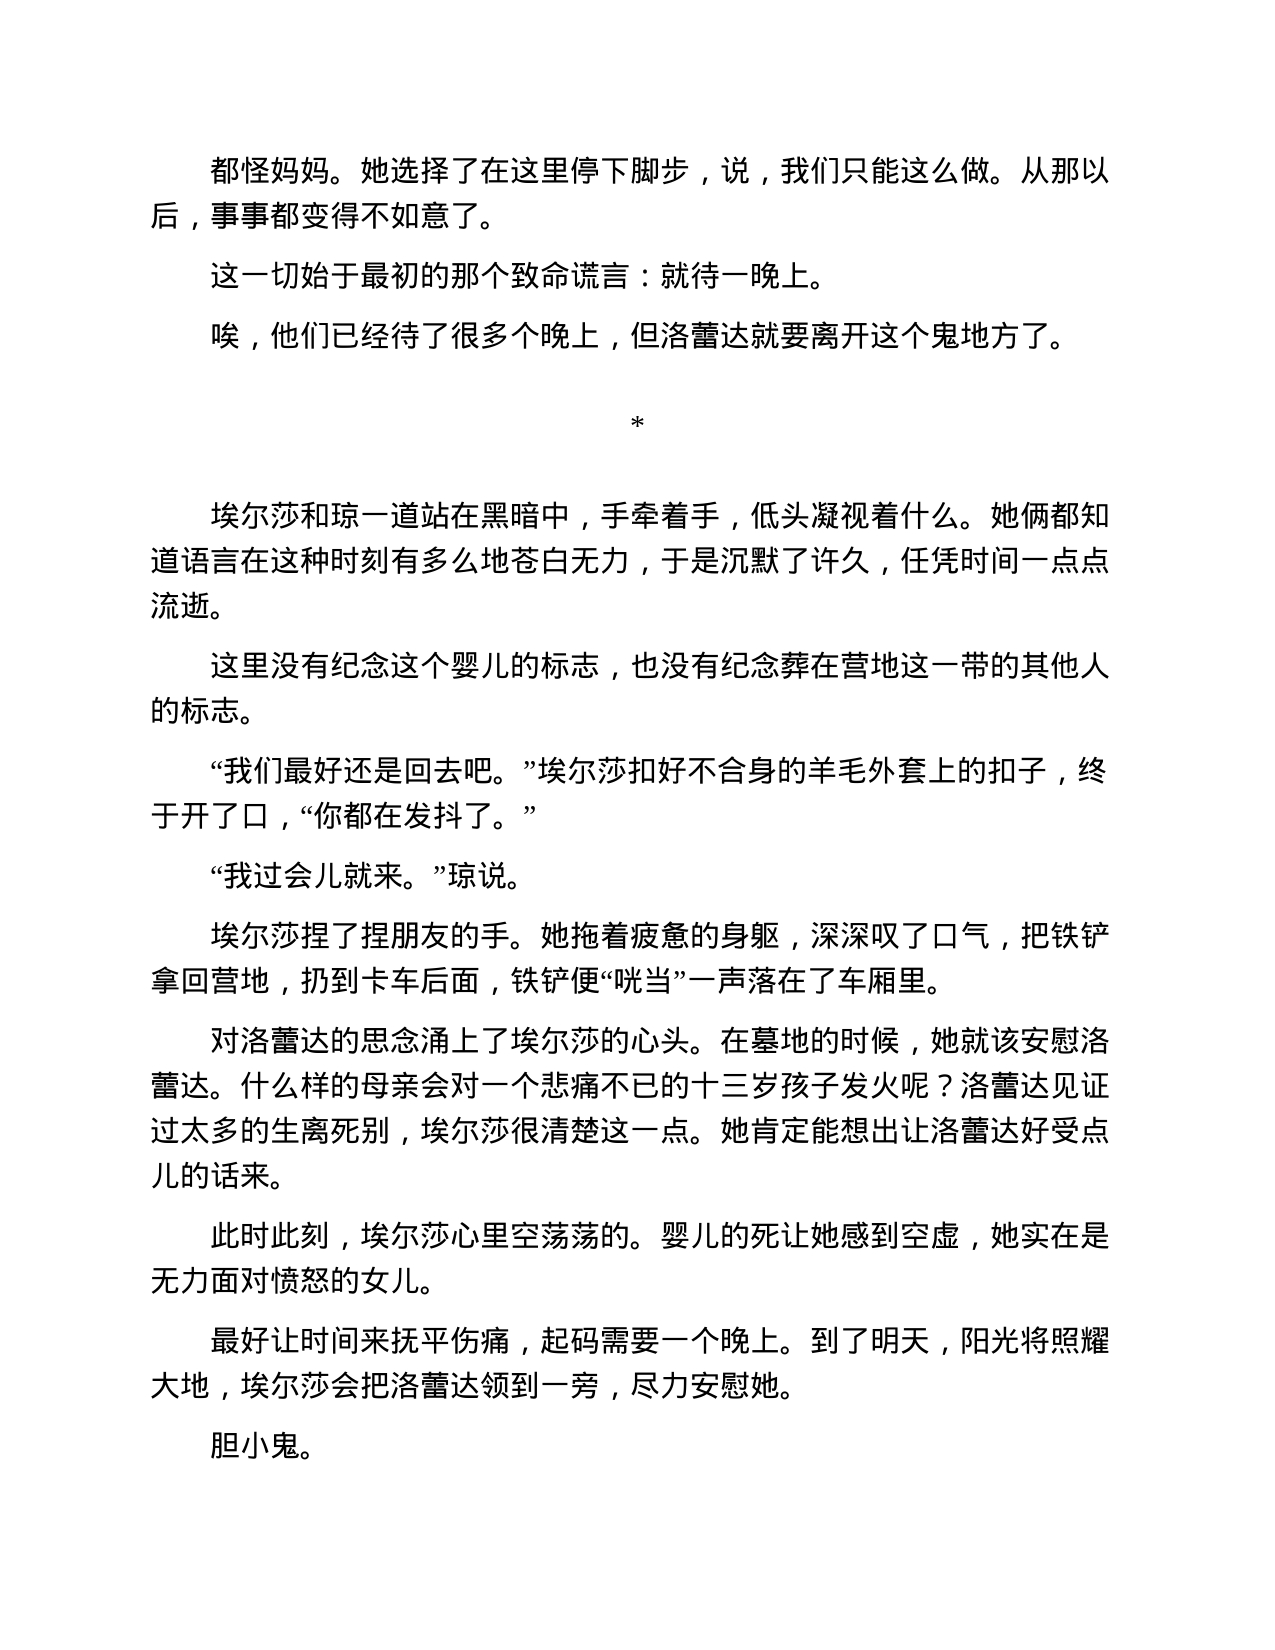 都怪妈妈。她选择了在这里停下脚步，说，我们只能这么做。从那以
后，事事都变得不如意了。
这一切始于最初的那个致命谎言：就待一晚上。
唉，他们已经待了很多个晚上，但洛蕾达就要离开这个鬼地方了。
*
埃尔莎和琼一道站在黑暗中，手牵着手，低头凝视着什么。她俩都知
道语言在这种时刻有多么地苍白无力，于是沉默了许久，任凭时间一点点
流逝。
这里没有纪念这个婴儿的标志，也没有纪念葬在营地这一带的其他人
的标志。
“我们最好还是回去吧。”埃尔莎扣好不合身的羊毛外套上的扣子，终
于开了口，“你都在发抖了。”
“我过会儿就来。”琼说。
埃尔莎捏了捏朋友的手。她拖着疲惫的身躯，深深叹了口气，把铁铲
拿回营地，扔到卡车后面，铁铲便“咣当”一声落在了车厢里。
对洛蕾达的思念涌上了埃尔莎的心头。在墓地的时候，她就该安慰洛
蕾达。什么样的母亲会对一个悲痛不已的十三岁孩子发火呢？洛蕾达见证
过太多的生离死别，埃尔莎很清楚这一点。她肯定能想出让洛蕾达好受点
儿的话来。
此时此刻，埃尔莎心里空荡荡的。婴儿的死让她感到空虚，她实在是
无力面对愤怒的女儿。
最好让时间来抚平伤痛，起码需要一个晚上。到了明天，阳光将照耀
大地，埃尔莎会把洛蕾达领到一旁，尽力安慰她。
胆小鬼。